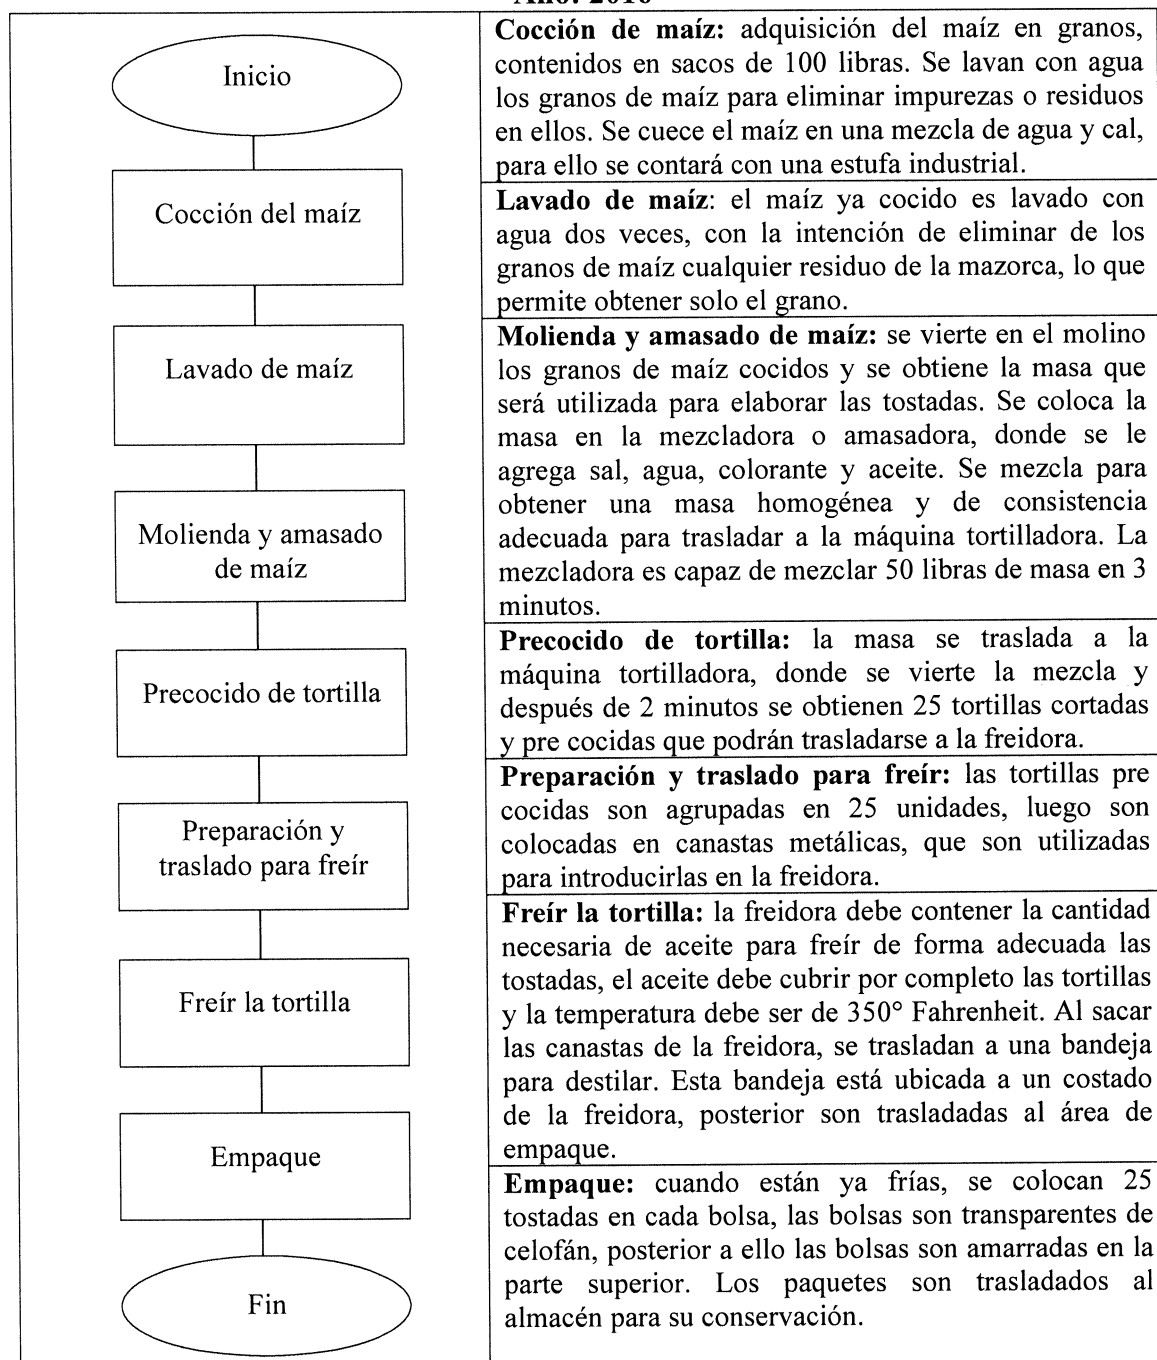 Año: 2016
Inicio
Cocción del maíz
Lavado de maíz
Molienda y amasado
de maíz
Precocido de tortilla
Preparación y
traslado para freír
Freír la tortilla
Empaque
Fin
Cocción de maíz: adquisición del maíz en granos,
contenidos en sacos de 100 libras. Se lavan con agua
los granos de maíz para eliminar impurezas o residuos
en ellos. Se cuece el maíz en una mezcla de agua y cal,
para ello se contará con una estufa industrial.
Lavado de maíz: el maíz ya cocido es lavado con
agua dos veces, con la intención de eliminar de los
granos de maíz cualquier residuo de la mazorca, lo que
permite obtener solo el grano.
Molienda y amasado de maíz: se vierte en el molino
los granos de maíz cocidos y se obtiene la masa que
será utilizada para elaborar las tostadas. Se coloca la
masa en la mezcladora o amasadora, donde se le
agrega sal, agua, colorante y aceite. Se mezcla para
obtener una masa homogénea y de consistencia
adecuada para trasladar a la máquina tortilladora. La
mezcladora es capaz de mezclar 50 libras de masa en 3
minutos.
Precocido de tortilla: la masa se traslada a la
máquina tortilladora, donde se vierte la mezcla y
después de 2 minutos se obtienen 25 tortillas cortadas
y pre cocidas que podrán trasladarse a la freidora.
Preparación y traslado para freír: las tortillas pre
cocidas son agrupadas en 25 unidades, luego son
colocadas en canastas metálicas, que son utilizadas
para introducirlas en la freidora.
Freír la tortilla: la freidora debe contener la cantidad
necesaria de aceite para freír de forma adecuada las
tostadas, el aceite debe cubrir por completo las tortillas
y la temperatura debe ser de 350° Fahrenheit. Al sacar
las canastas de la freidora, se trasladan a una bandeja
para destilar. Esta bandeja está ubicada a un costado
de la freidora, posterior son trasladadas al área de
empaque.
Empaque: cuando están ya frías, se colocan 25
tostadas en cada bolsa, las bolsas son transparentes de
celofán, posterior a ello las bolsas son amarradas en la
parte superior. Los paquetes son trasladados al
almacén para su conservación.